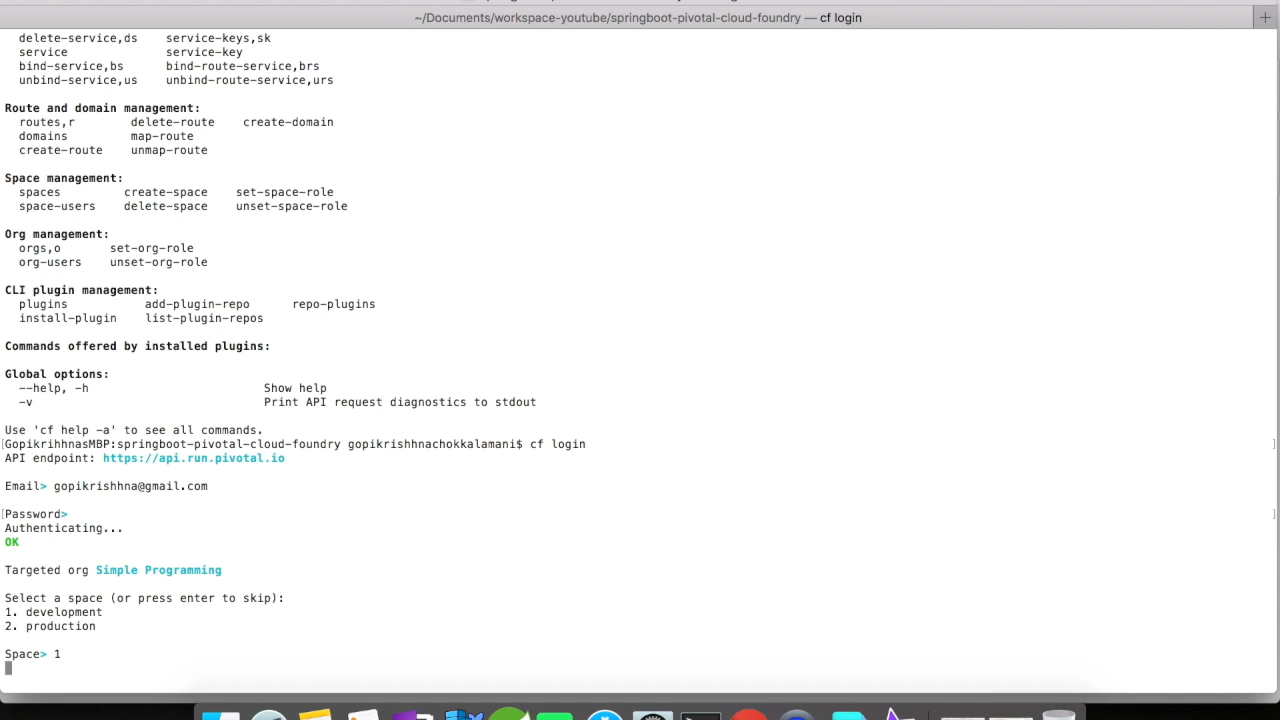 ~/Documents/workspace-youtube/springboot-pivotal-cloud-foundry — cf login
delete-service,ds service-keys,sk
service service-key
bind-service,bs bind-route-service,brs
unbind-service,us unbind-route-service,urs
Route and domain management:
routes,r delete-route create-domain
domains map-route
create-route unmap-route
Space management:
spaces create-space set-space-role
space-users delete-space unset-space-role
Org management:
orgs,o set-org-role
org-users unset-org-role
CLI plugin management:
plugins add-plugin-repo repo-plugins
install-plugin list-plugin-repos
Commands offered by installed plugins:
Global options:
--help, -h Show help
-v Print API request diagnostics to stdout
Use 'cf help -a' to see all commands.
[GopikrihhnasMBP:springboot-pivotal-cloud-foundry gopikrishhnachokkalamani$ cf login ]
API endpoint: https://api.run.pivotal.io
Email> gopikrishhna@gmail.com
[Password> ]
Authenticating...
OK
Targeted org Simple Programming
Select a space (or press enter to skip):
1. development
2. production
Space> 1